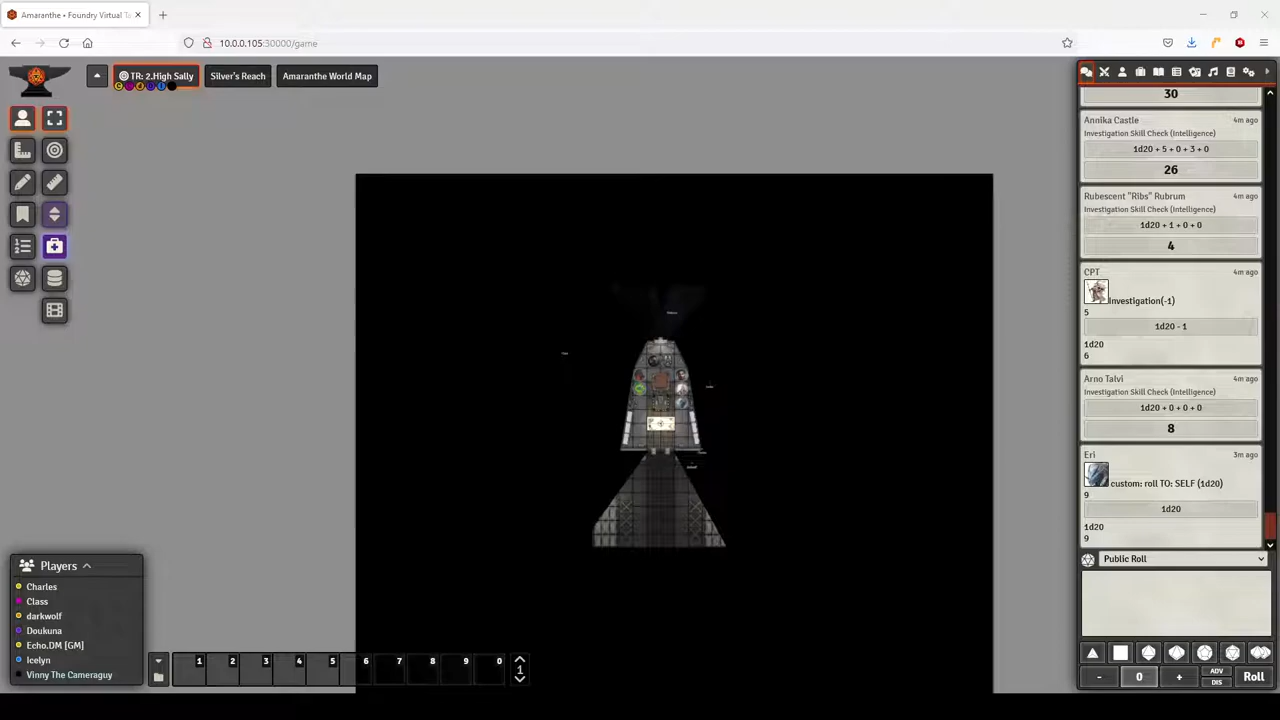 Amaranthe • Foundry Virtual To
10.0.0.105:30000/game
TR: 2.High Sally
Silver's Reach
Amaranthe World Map
30
Annika Castle
4m ago
Investigation Skill Check (Intelligence)
1d20 + 5 + 0 + 3 + 0
26
Rubescent "Ribs" Rubrum
4m ago
Investigation Skill Check (Intelligence)
1d20 + 1 + 0 + 0
4
CPT
4m ago
Investigation(-1)
5
1d20 - 1
1d20
6
Arno Talvi
4m ago
Investigation Skill Check (Intelligence)
1d20 + 0 + 0 + 0
8
Eri
3m ago
custom: roll TO: SELF (1d20)
9
1d20
1d20
9
Public Roll
Players
Charles
Class
darkwolf
Doukuna
Echo.DM [GM]
Icelyn
Vinny The Cameraguy
1 2 3 4 5 6 7 8 9 0
1
- 0 + ADV
DIS
Roll